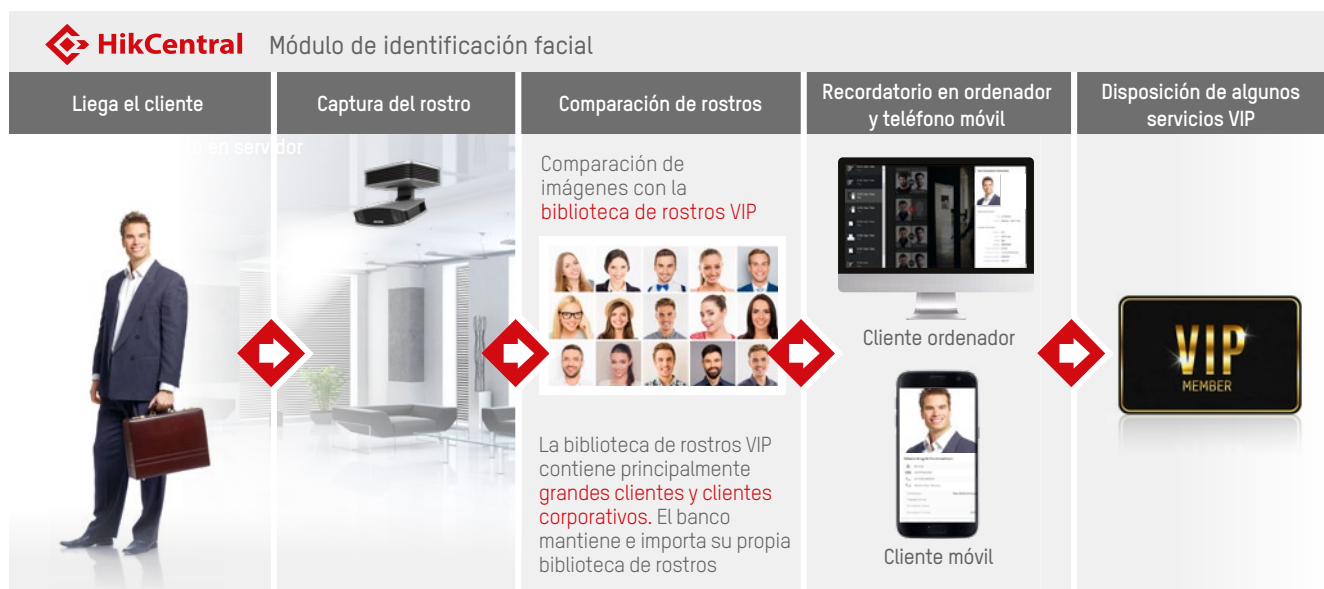 HikCentral Módulo de identificación facial
Liega el cliente
Captura del rostro
Comparación de rostros
Recordatorio en ordenador
y teléfono móvil
Disposición de algunos
servicios VIP
en servidor
Comparación de
imágenes con la
biblioteca de rostros VIP
La biblioteca de rostros VIP
contiene principalmente
grandes clientes y clientes
corporativos. El banco
mantiene e importa su propia
biblioteca de rostros
Cliente ordenador
Cliente móvil
VIP
MEMBER